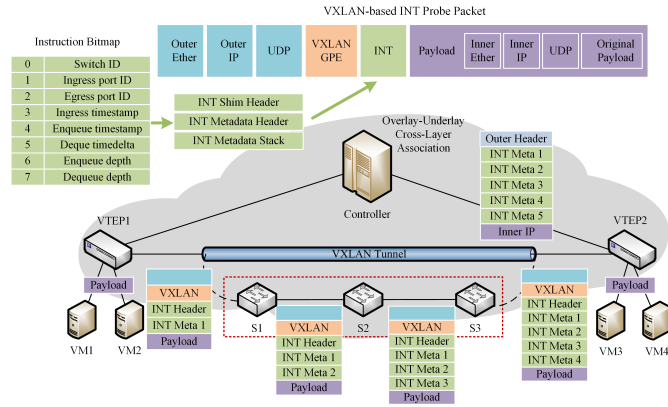 VXLAN-based INT Probe Packet
Instruction Bitmap
0 Switch ID
1 Ingress port ID
2 Egress port ID
3 Ingress timestamp
4 Enqueue timestamp
5 Deque timedelta
6 Enqueue depth
7 Dequeue depth
Outer Ether
Outer IP
UDP
VXLAN GPE
INT
Payload
Inner Ether
Inner IP
UDP
Original Payload
INT Shim Header
INT Metadata Header
INT Metadata Stack
Overlay-Underlay
Cross-Layer
Association
Controller
Outer Header
INT Meta 1
INT Meta 2
INT Meta 3
INT Meta 4
INT Meta 5
Inner IP
VTEP1
VTEP2
VXLAN Tunnel
Payload
VM1
VM2
VXLAN
INT Header
INT Meta 1
Payload
S1
VXLAN
INT Header
INT Meta 1
INT Meta 2
Payload
S2
VXLAN
INT Header
INT Meta 1
INT Meta 2
INT Meta 3
Payload
S3
VXLAN
INT Header
INT Meta 1
INT Meta 2
INT Meta 3
INT Meta 4
Payload
Payload
VM3
VM4